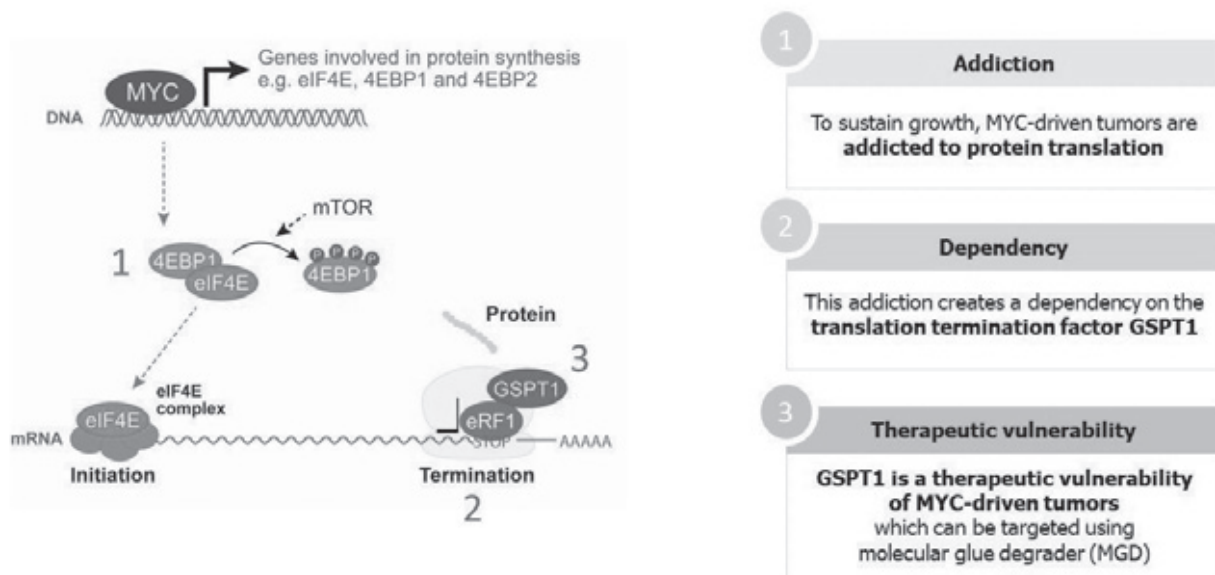 Genes involved in protein synthesis
e.g. eIF4E, 4EBP1 and 4EBP2
MYC
DNA
mTOR
1
4EBP1
eIF4E
P P P P
4EBP1
Protein
3
GSPT1
eRF1
eIF4E
complex
eIF4E
mRNA
STOP
AAAAA
Initiation
Termination
2
1
Addiction
To sustain growth, MYC-driven tumors are
addicted to protein translation
2
Dependency
This addiction creates a dependency on the
translation termination factor GSPT1
3
Therapeutic vulnerability
GSPT1 is a therapeutic vulnerability
of MYC-driven tumors
which can be targeted using
molecular glue degrader (MGD)